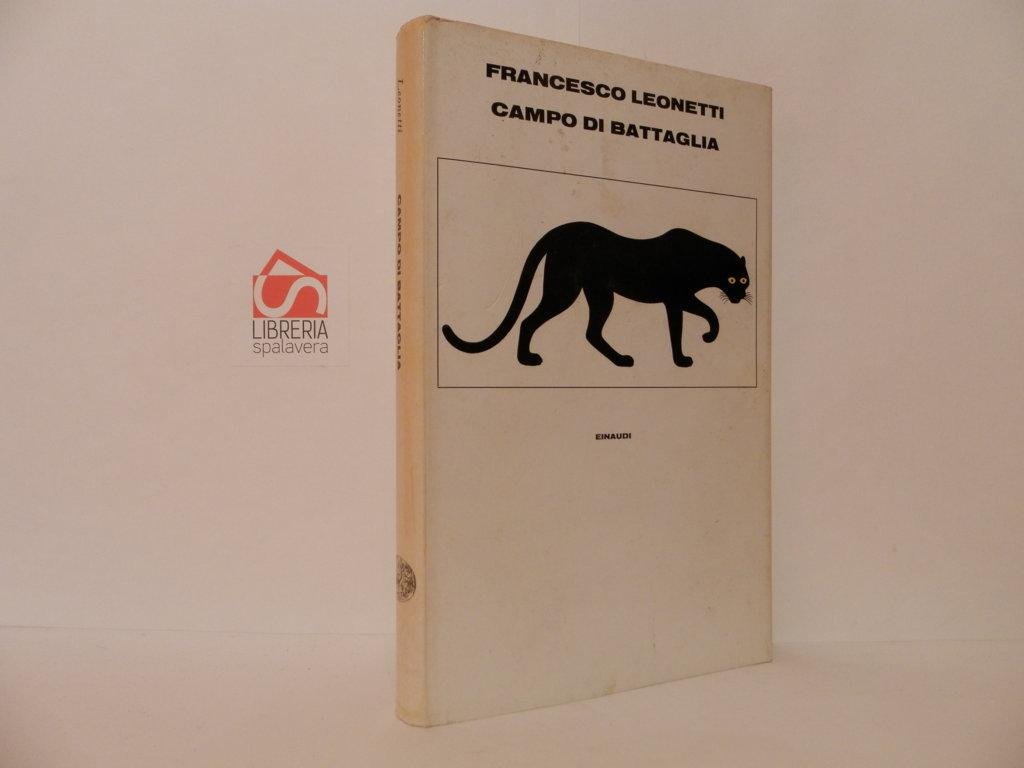 FRANCESCO LEONETTI
CAMPO DI BATTAGLIA
EINAUDI
Leonetti
CAMPO DI BATTAGLIA
LIBRERIA
spalavera